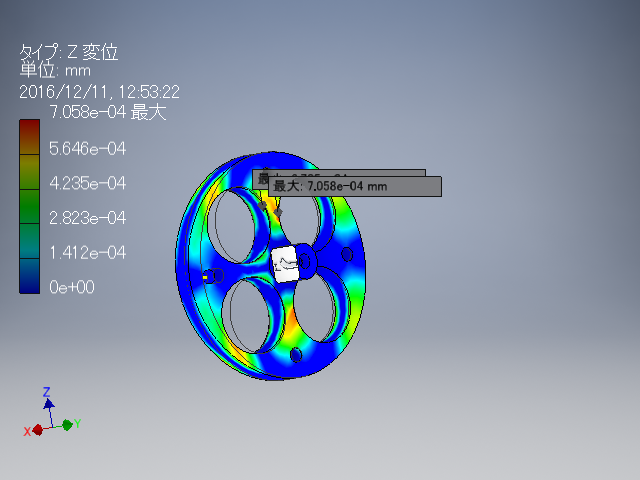 タイプ: Z 変位
単位: mm
2016/12/11, 12:53:22
7.058e-04 最大
5.646e-04
4.235e-04
2.823e-04
1.412e-04
0e+00
最大: 7.058e-04 mm
Z
X
Y